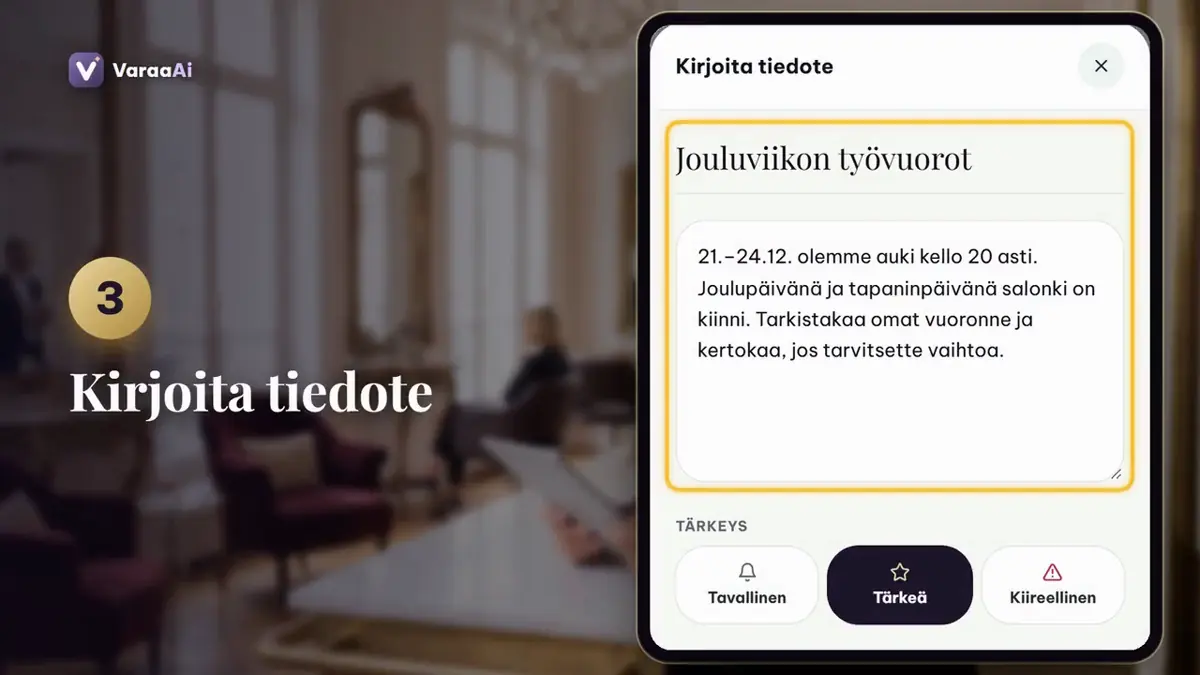 VaraaAi
3
Kirjoita tiedote
Kirjoita tiedote
Jouluviikon työvuorot
21.–24.12. olemme auki kello 20 asti.
Joulupäivänä ja tapaninpäivänä salonki on
kiinni. Tarkistakaa omat vuoronne ja
kertokaa, jos tarvitsette vaihtoa.
TÄRKEYS
Tavallinen
Tärkeä
Kiireellinen